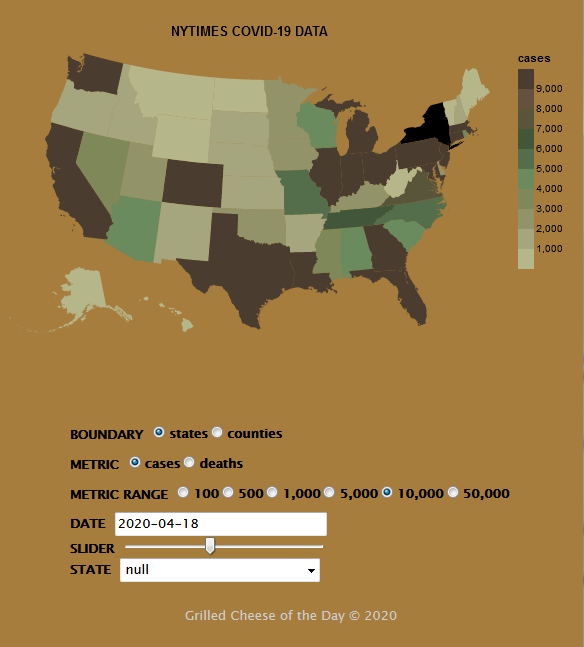 NYTIMES COVID-19 DATA
cases
9,000
8,000
7,000
6,000
5,000
4,000
3,000
2,000
1,000
BOUNDARY states counties
METRIC cases deaths
METRIC RANGE 100 500 1,000 5,000 10,000 50,000
DATE 2020-04-18
SLIDER
STATE null
Grilled Cheese of the Day © 2020